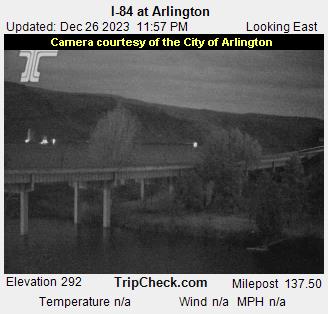 I-84 at Arlington
Updated: Dec 26 2023 11:57 PM Looking East
Camera courtesy of the City of Arlington
Elevation 292 TripCheck.com Milepost 137.50
Temperature n/a Wind n/a MPH n/a